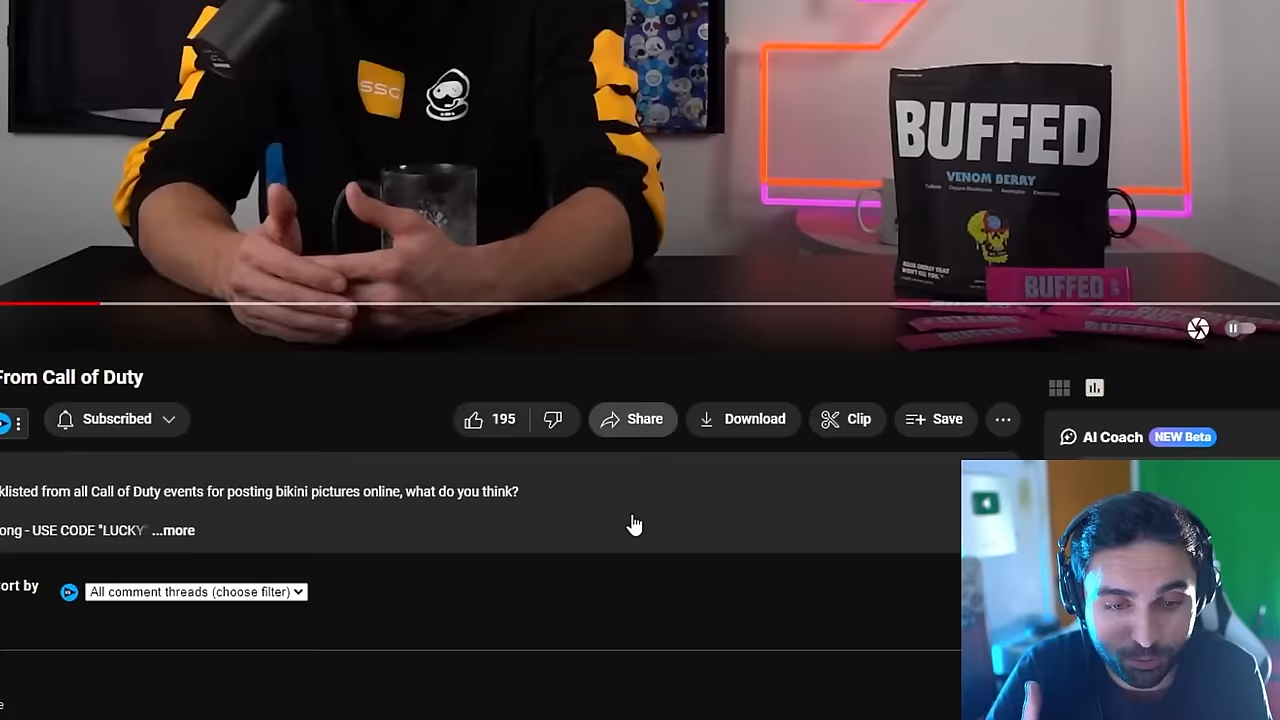 SSG
BUFFED
VENOM BERRY
BUFFED
From Call of Duty
Subscribed
195
Share
Download
Clip
Save
AI Coach NEW Beta
klisted from all Call of Duty events for posting bikini pictures online, what do you think?
ong - USE CODE "LUCKY" ...more
ort by
All comment threads (choose filter)
e